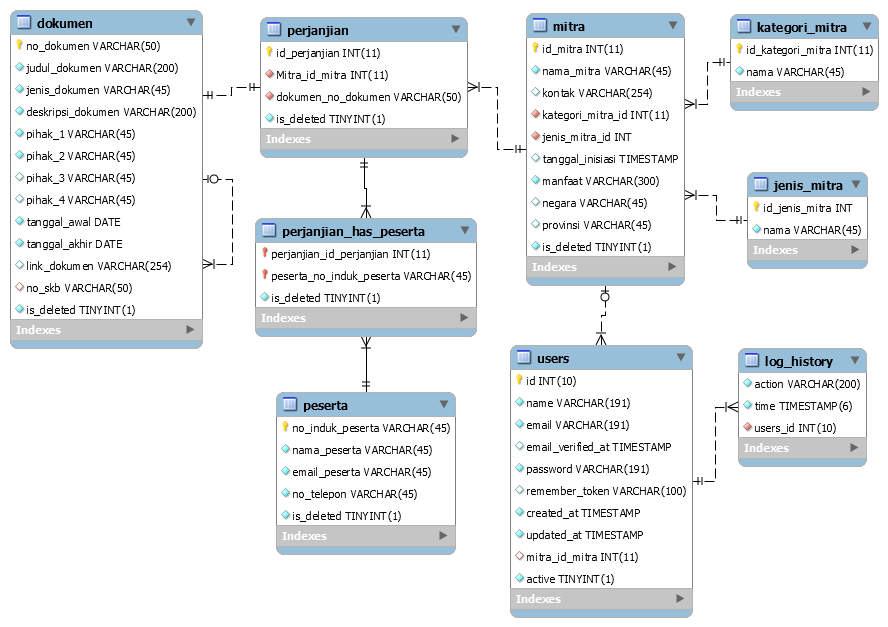 dokumen
no_dokumen VARCHAR(50)
judul_dokumen VARCHAR(200)
jenis_dokumen VARCHAR(45)
deskripsi_dokumen VARCHAR(200)
pihak_1 VARCHAR(45)
pihak_2 VARCHAR(45)
pihak_3 VARCHAR(45)
pihak_4 VARCHAR(45)
tanggal_awal DATE
tanggal_akhir DATE
link_dokumen VARCHAR(254)
no_skb VARCHAR(50)
is_deleted TINYINT(1)
Indexes
perjanjian
id_perjanjian INT(11)
Mitra_id_mitra INT(11)
dokumen_no_dokumen VARCHAR(50)
is_deleted TINYINT(1)
Indexes
perjanjian_has_peserta
perjanjian_id_perjanjian INT(11)
peserta_no_induk_peserta VARCHAR(45)
is_deleted TINYINT(1)
Indexes
peserta
no_induk_peserta VARCHAR(45)
nama_peserta VARCHAR(45)
email_peserta VARCHAR(45)
no_telepon VARCHAR(45)
is_deleted TINYINT(1)
Indexes
mitra
id_mitra INT(11)
nama_mitra VARCHAR(45)
kontak VARCHAR(254)
kategori_mitra_id INT(11)
jenis_mitra_id INT
tanggal_inisiasi TIMESTAMP
manfaat VARCHAR(300)
negara VARCHAR(45)
provinsi VARCHAR(45)
is_deleted TINYINT(1)
Indexes
users
id INT(10)
name VARCHAR(191)
email VARCHAR(191)
email_verified_at TIMESTAMP
password VARCHAR(191)
remember_token VARCHAR(100)
created_at TIMESTAMP
updated_at TIMESTAMP
mitra_id_mitra INT(11)
active TINYINT(1)
Indexes
kategori_mitra
id_kategori_mitra INT(11)
nama VARCHAR(45)
Indexes
jenis_mitra
id_jenis_mitra INT
nama VARCHAR(45)
Indexes
log_history
action VARCHAR(200)
time TIMESTAMP(6)
users_id INT(10)
Indexes